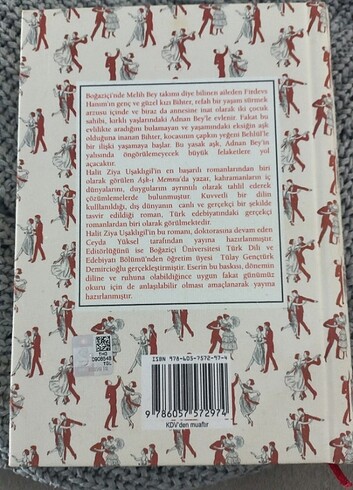 Boğaziçi'nde Melih Bey takımı diye bilinen aileden Firdevs
Hanım'ın genç ve güzel kızı Bihter, refah bir yaşam sürmek
arzusu içinde ve biraz da annesine inat olarak iki çocuk
sahibi, kırklı yaşlarındaki Adnan Bey'le evlenir. Fakat bu
evlilikte aradığını bulamayan ve yaşamındaki eksiğin aşk
olduğuna inanan Bihter, kocasının çapkın yeğeni Behlül'le
bir ilişki yaşamaya başlar. Bu yasak aşk, Adnan Bey'in
yalısında öngörülemeyecek büyük felaketlere yol
açacaktır.
Halit Ziya Uşaklıgil'in en başarılı romanlarından biri
olarak görülen Aşk-ı Memnu'da yazar, kahramanların iç
dünyalarını, duygularını ayrıntılı olarak tahlil ederek
çözümlemelerde bulunmuştur. Kuvvetli bir dilin
kullanıldığı, dış dünyanın canlı ve gerçekçi bir şekilde
tasvir edildiği roman, Türk edebiyatındaki gerçekçi
romanlardan biri olarak görülmektedir.
Halit Ziya Uşaklıgil'in bu romanı, doktorasına devam eden
Ceyda Yüksel tarafından yayına hazırlanmıştır.
Editörlüğünü ise Boğaziçi Üniversitesi Türk Dili ve
Edebiyatı Bölümü'nden öğretim üyesi Tülay Gençtürk
Demircioğlu gerçekleştirmiştir. Eserin bu baskısı, dönemin
diline ve ruhuna olabildiğince uygun fakat günümüz
okuru için de anlaşılabilir olması amaçlanarak yayına
hazırlanmıştır.
ISBN 978-603-7572-97-4
9 786057 572974
KDV'den muaftır